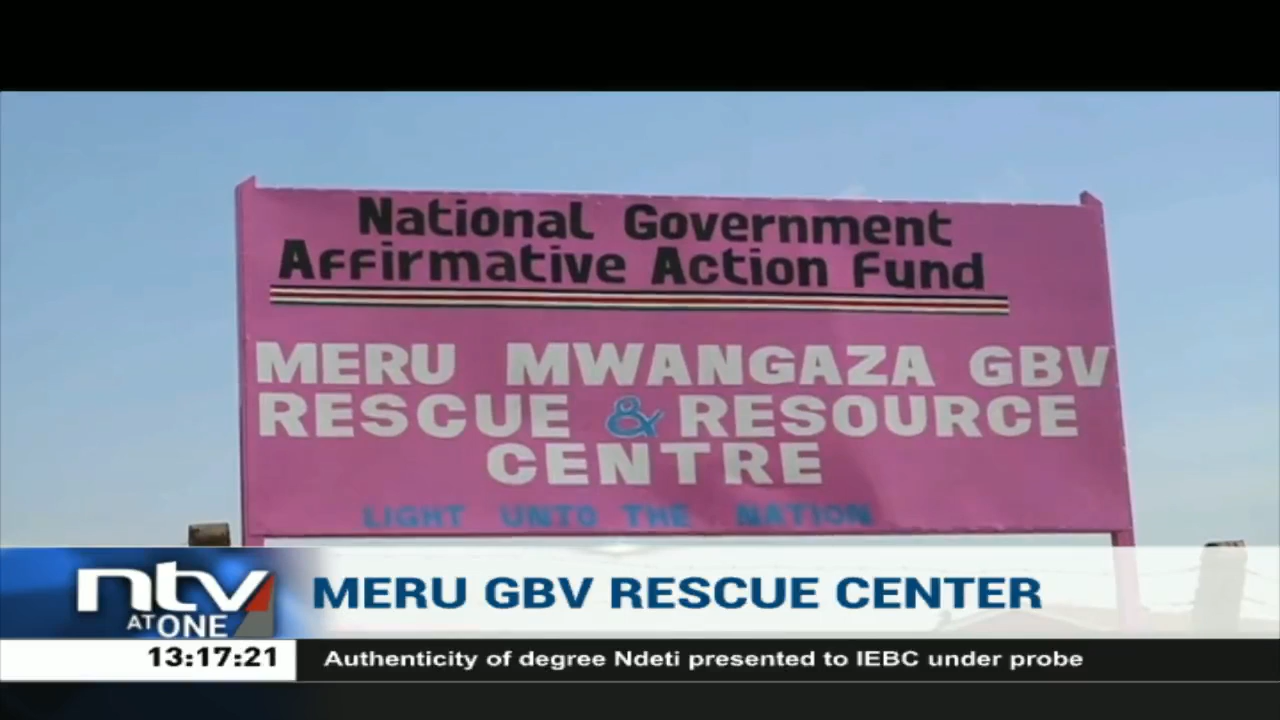 National Government
Affirmative Action Fund
MERU MWANGAZA GBV
RESCUE & RESOURCE
CENTRE
LIGHT UNTO THE NATION
ntv
AT ONE
MERU GBV RESCUE CENTER
13:17:21
Authenticity of degree Ndeti presented to IEBC under probe